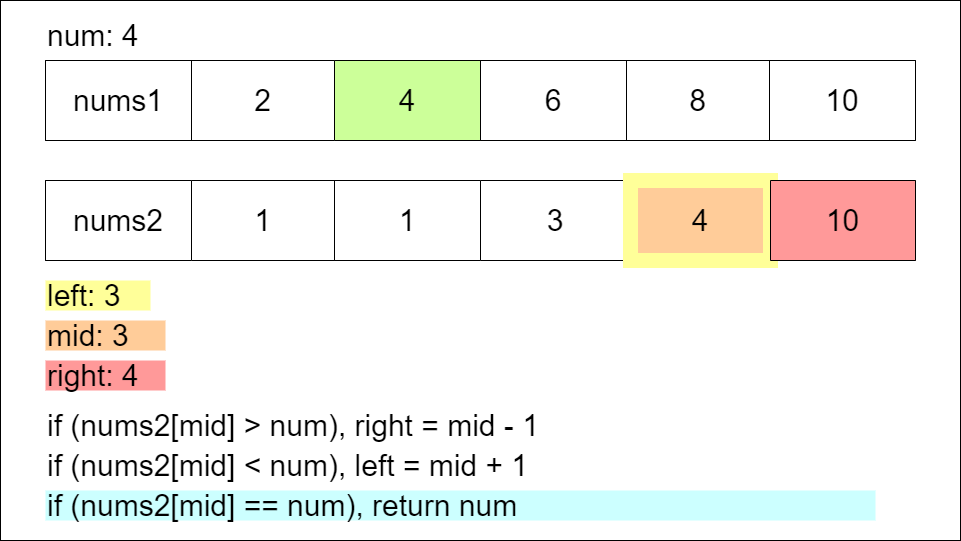 num: 4
nums1 2 4 6 8 10
nums2 1 1 3 4 10
left: 3
mid: 3
right: 4
if (nums2[mid] > num), right = mid - 1
if (nums2[mid] < num), left = mid + 1
if (nums2[mid] == num), return num